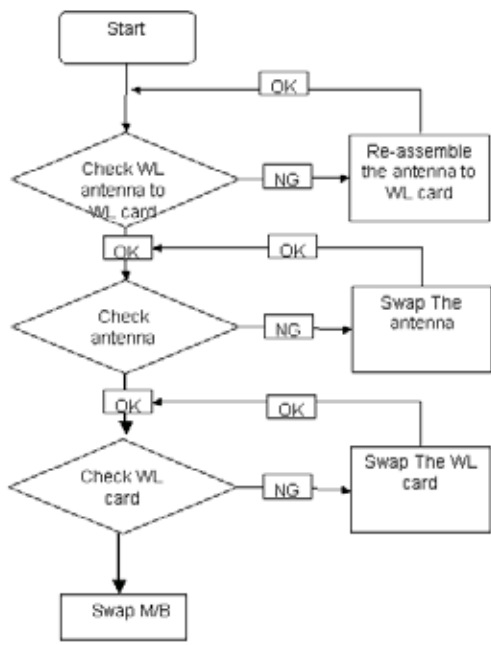 Start
OK
Check WL
antenna to
WL card
NG
Re-assemble
the antenna to
WL card
OK
OK
Check
antenna
NG
Swap The
antenna
OK
OK
Check WL
card
NG
Swap The WL
card
Swap M/B